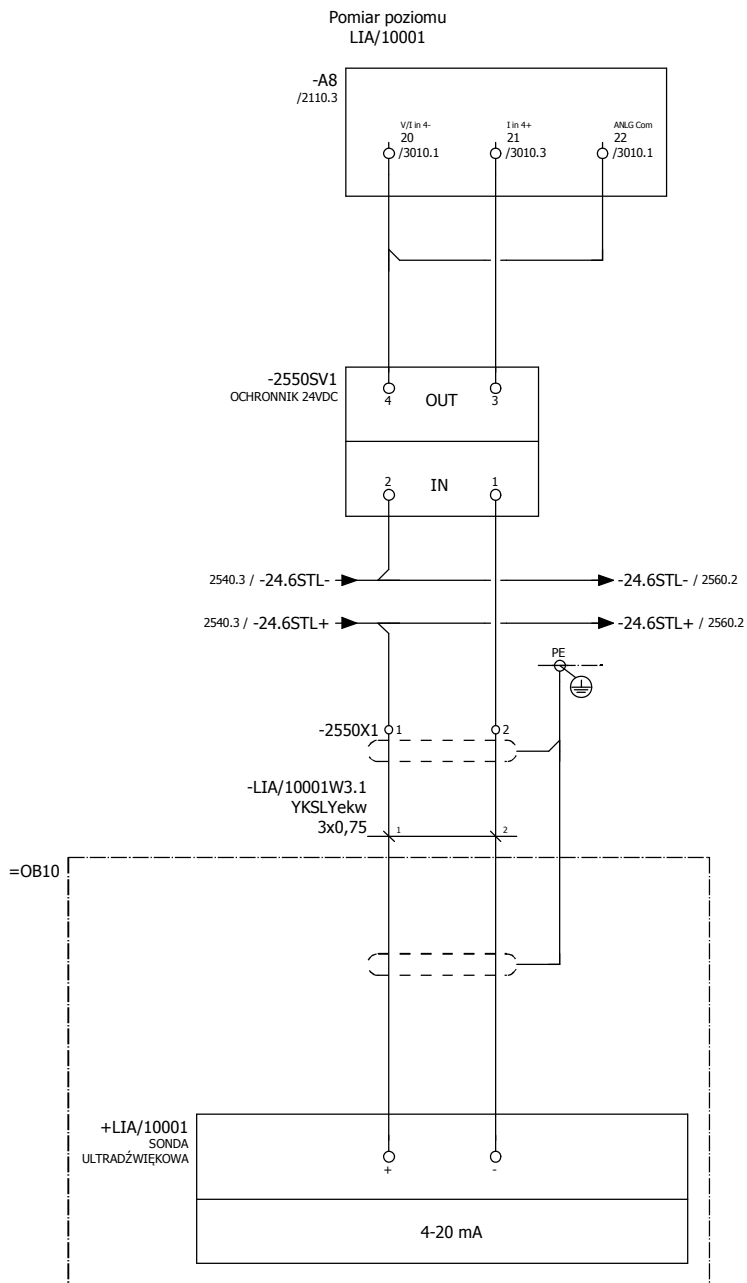 Pomiar poziomu
LIA/10001
-A8
/2110.3
V/I in 4- I in 4+ ANLG Com
20 21 22
/3010.1 /3010.3 /3010.1
-2550SV1
OCHRONNIK 24VDC
4 OUT 3
2 IN 1
2540.3 / -24.6STL- -24.6STL- / 2560.2
2540.3 / -24.6STL+ -24.6STL+ / 2560.2
PE
-2550X1 1 2
-LIA/10001W3.1
YKSLYekw
3x0,75 1 2
=OB10
+LIA/10001
SONDA
ULTRADŹWIĘKOWA
+ -
4-20 mA